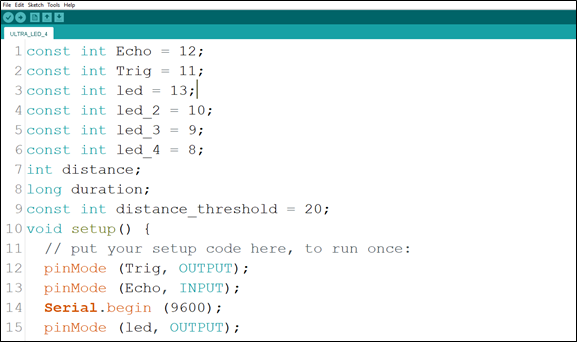 File Edit Sketch Tools Help
ULTRA_LED_4
1 const int Echo = 12;
2 const int Trig = 11;
3 const int led = 13;
4 const int led_2 = 10;
5 const int led_3 = 9;
6 const int led_4 = 8;
7 int distance;
8 long duration;
9 const int distance_threshold = 20;
10 void setup() {
11 // put your setup code here, to run once:
12 pinMode (Trig, OUTPUT);
13 pinMode (Echo, INPUT);
14 Serial.begin (9600);
15 pinMode (led, OUTPUT);